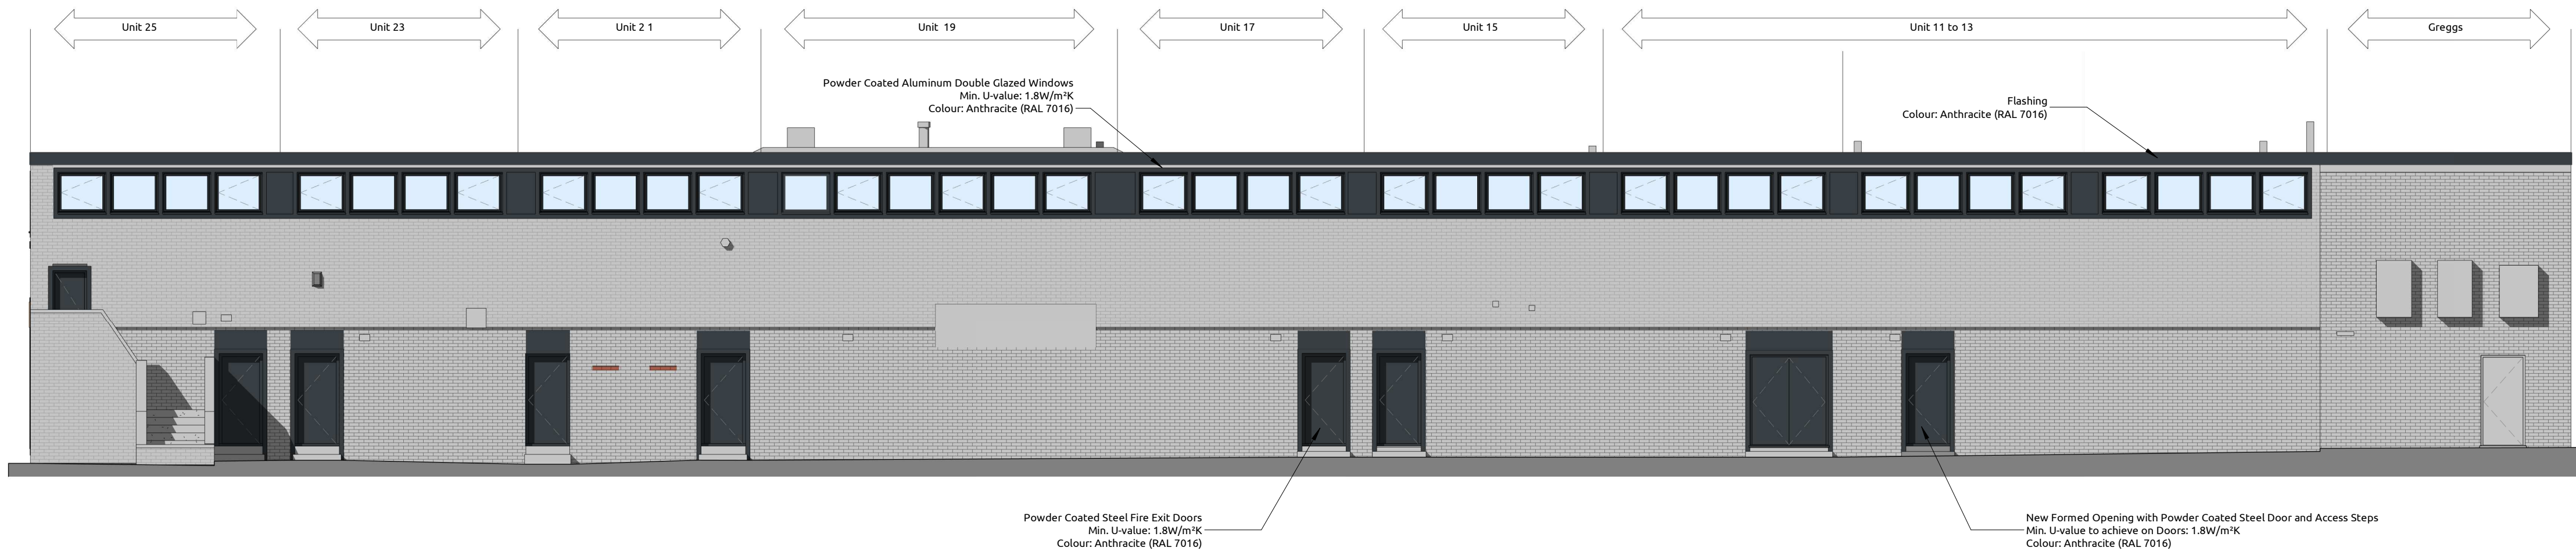 Unit 25
Unit 23
Unit 2 1
Unit 19
Unit 17
Unit 15
Unit 11 to 13
Greggs
Powder Coated Aluminum Double Glazed Windows
Min. U-value: 1.8W/m²K
Colour: Anthracite (RAL 7016)
Flashing
Colour: Anthracite (RAL 7016)
Powder Coated Steel Fire Exit Doors
Min. U-value: 1.8W/m²K
Colour: Anthracite (RAL 7016)
New Formed Opening with Powder Coated Steel Door and Access Steps
Min. U-value to achieve on Doors: 1.8W/m²K
Colour: Anthracite (RAL 7016)